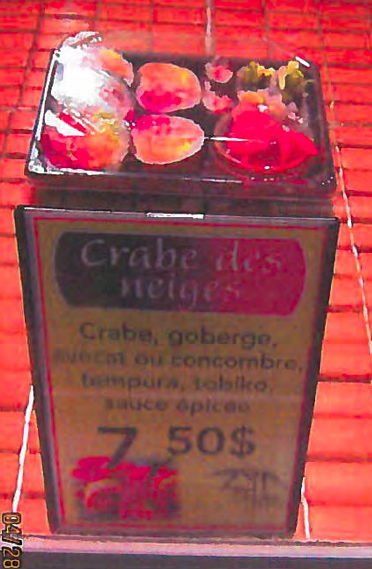 Crabe des
neiges
Crabe, goberge,
avocat ou concombre,
tempura, tobiko,
sauce épicée
7 50$
04/28